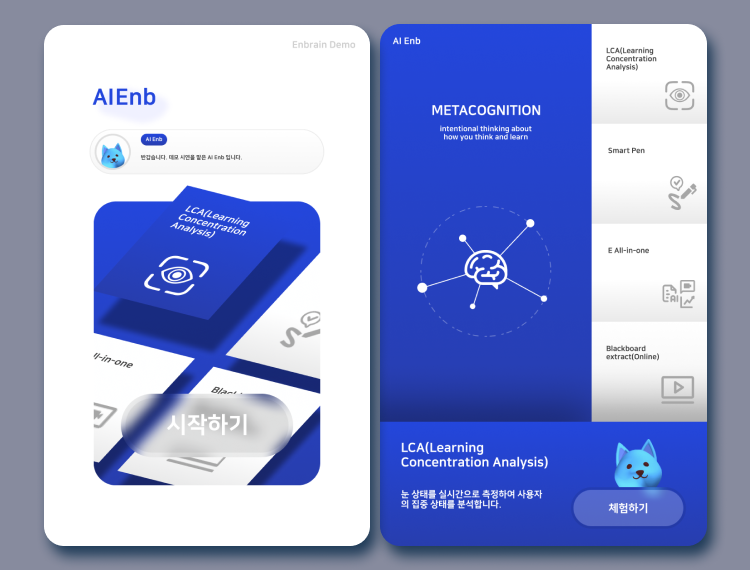 Enbrain Demo
AIEnb
AI Enb
반갑습니다. 데모 시연을 맡은 AI Enb 입니다.
LCA(Learning
Concentration
Analysis)
ll-in-one
시작하기
AI Enb
METACOGNITION
intentional thinking about
how you think and learn
LCA(Learning
Concentration
Analysis)
Smart Pen
E All-in-one
AI
Blackboard
extract(Online)
LCA(Learning
Concentration Analysis)
눈 상태를 실시간으로 측정하여 사용자
의 집중 상태를 분석합니다.
체험하기